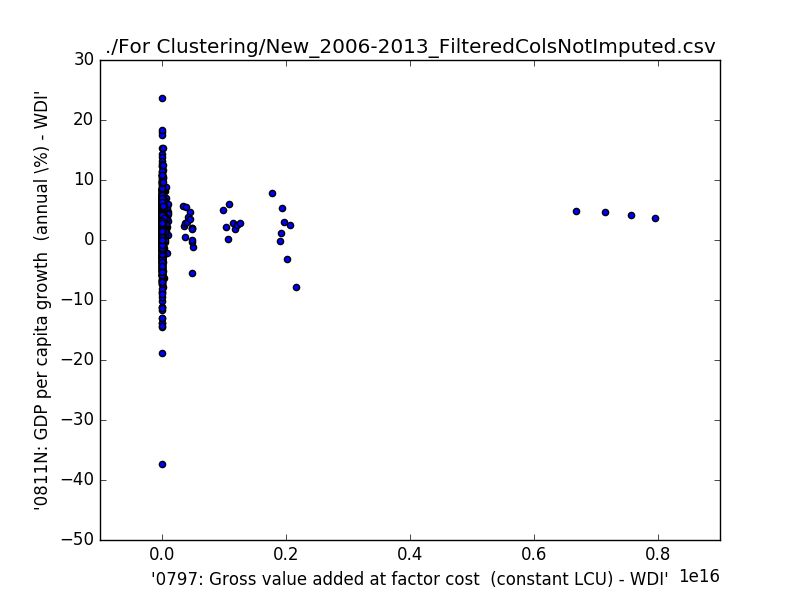 ./For Clustering/New_2006-2013_FilteredColsNotImputed.csv
'0811N: GDP per capita growth  (annual \%) - WDI'
30
20
10
0
−10
−20
−30
−40
−50
0.0 0.2 0.4 0.6 0.8
1e16
'0797: Gross value added at factor cost  (constant LCU) - WDI'